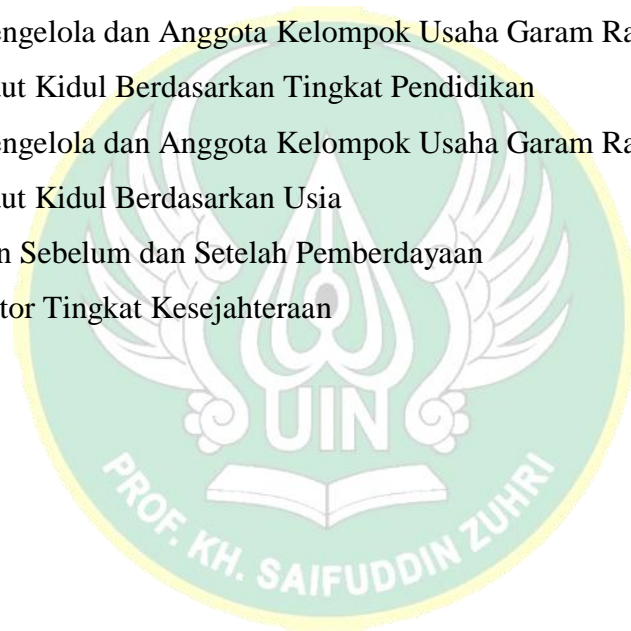 engelola dan Anggota Kelompok Usaha Garam Ra
ut Kidul Berdasarkan Tingkat Pendidikan
engelola dan Anggota Kelompok Usaha Garam Ra
ut Kidul Berdasarkan Usia
n Sebelum dan Setelah Pemberdayaan
tor Tingkat Kesejahteraan
UIN
PROF. KH. SAIFUDDIN ZUHRI